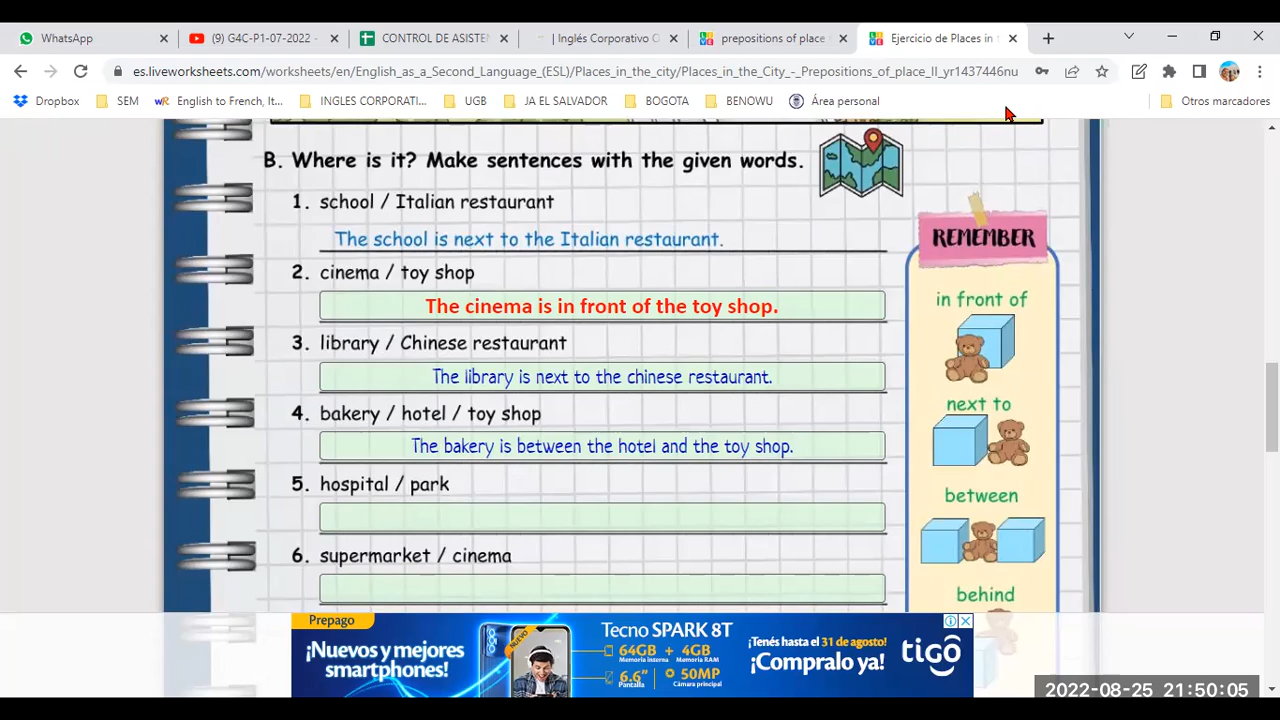 WhatsApp
(9) G4C-P1-07-2022 -
CONTROL DE ASISTE
| Inglés Corporativo G
prepositions of place
Ejercicio de Places in t
es.liveworksheets.com/worksheets/en/English_as_a_Second_Language_(ESL)/Places_in_the_city/Places_in_the_City_-_Prepositions_of_place_II_yr1437446nu
Dropbox
SEM
English to French, It...
INGLES CORPORATI...
UGB
JA EL SALVADOR
BOGOTA
BENOWU
Área personal
Otros marcadores
B. Where is it? Make sentences with the given words.
1. school / Italian restaurant
The school is next to the Italian restaurant.
2. cinema / toy shop
The cinema is in front of the toy shop.
3. library / Chinese restaurant
The library is next to the chinese restaurant.
4. bakery / hotel / toy shop
The bakery is between the hotel and the toy shop.
5. hospital / park
6. supermarket / cinema
REMEMBER
in front of
next to
between
behind
Prepago
¡Nuevos y mejores
smartphones!
NUEVO
Tecno SPARK 8T
64GB + 4GB
Memoria interna
Memoria RAM
6.6" 50MP
Pantalla
Cámara principal
¡Tenés hasta el 31 de agosto!
¡Compralo ya!
tigo
2022-08-25 21:50:05